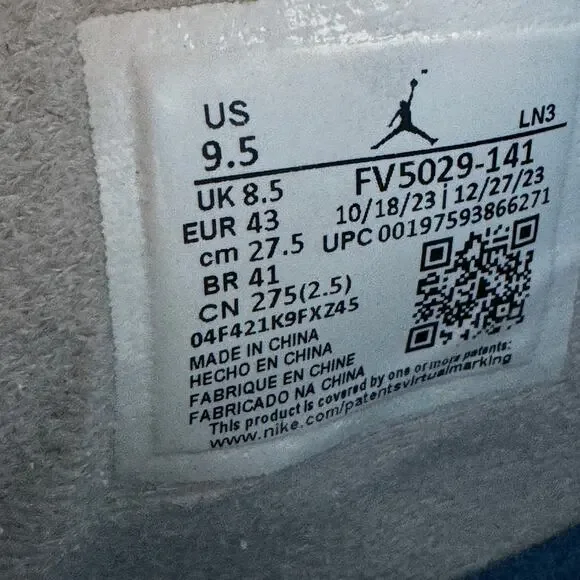 US
9.5
LN3
UK 8.5
EUR 43
cm 27.5
BR 41
CN 275(2.5)
FV5029-141
10/18/23 | 12/27/23
UPC 00197593866271
04F421K9FXZ45
MADE IN CHINA
HECHO EN CHINA
FABRIQUE EN CHINE
FABRICADO NA CHINA
This product is covered by one or more patents:
www.nike.com/patentsvirtualmarking